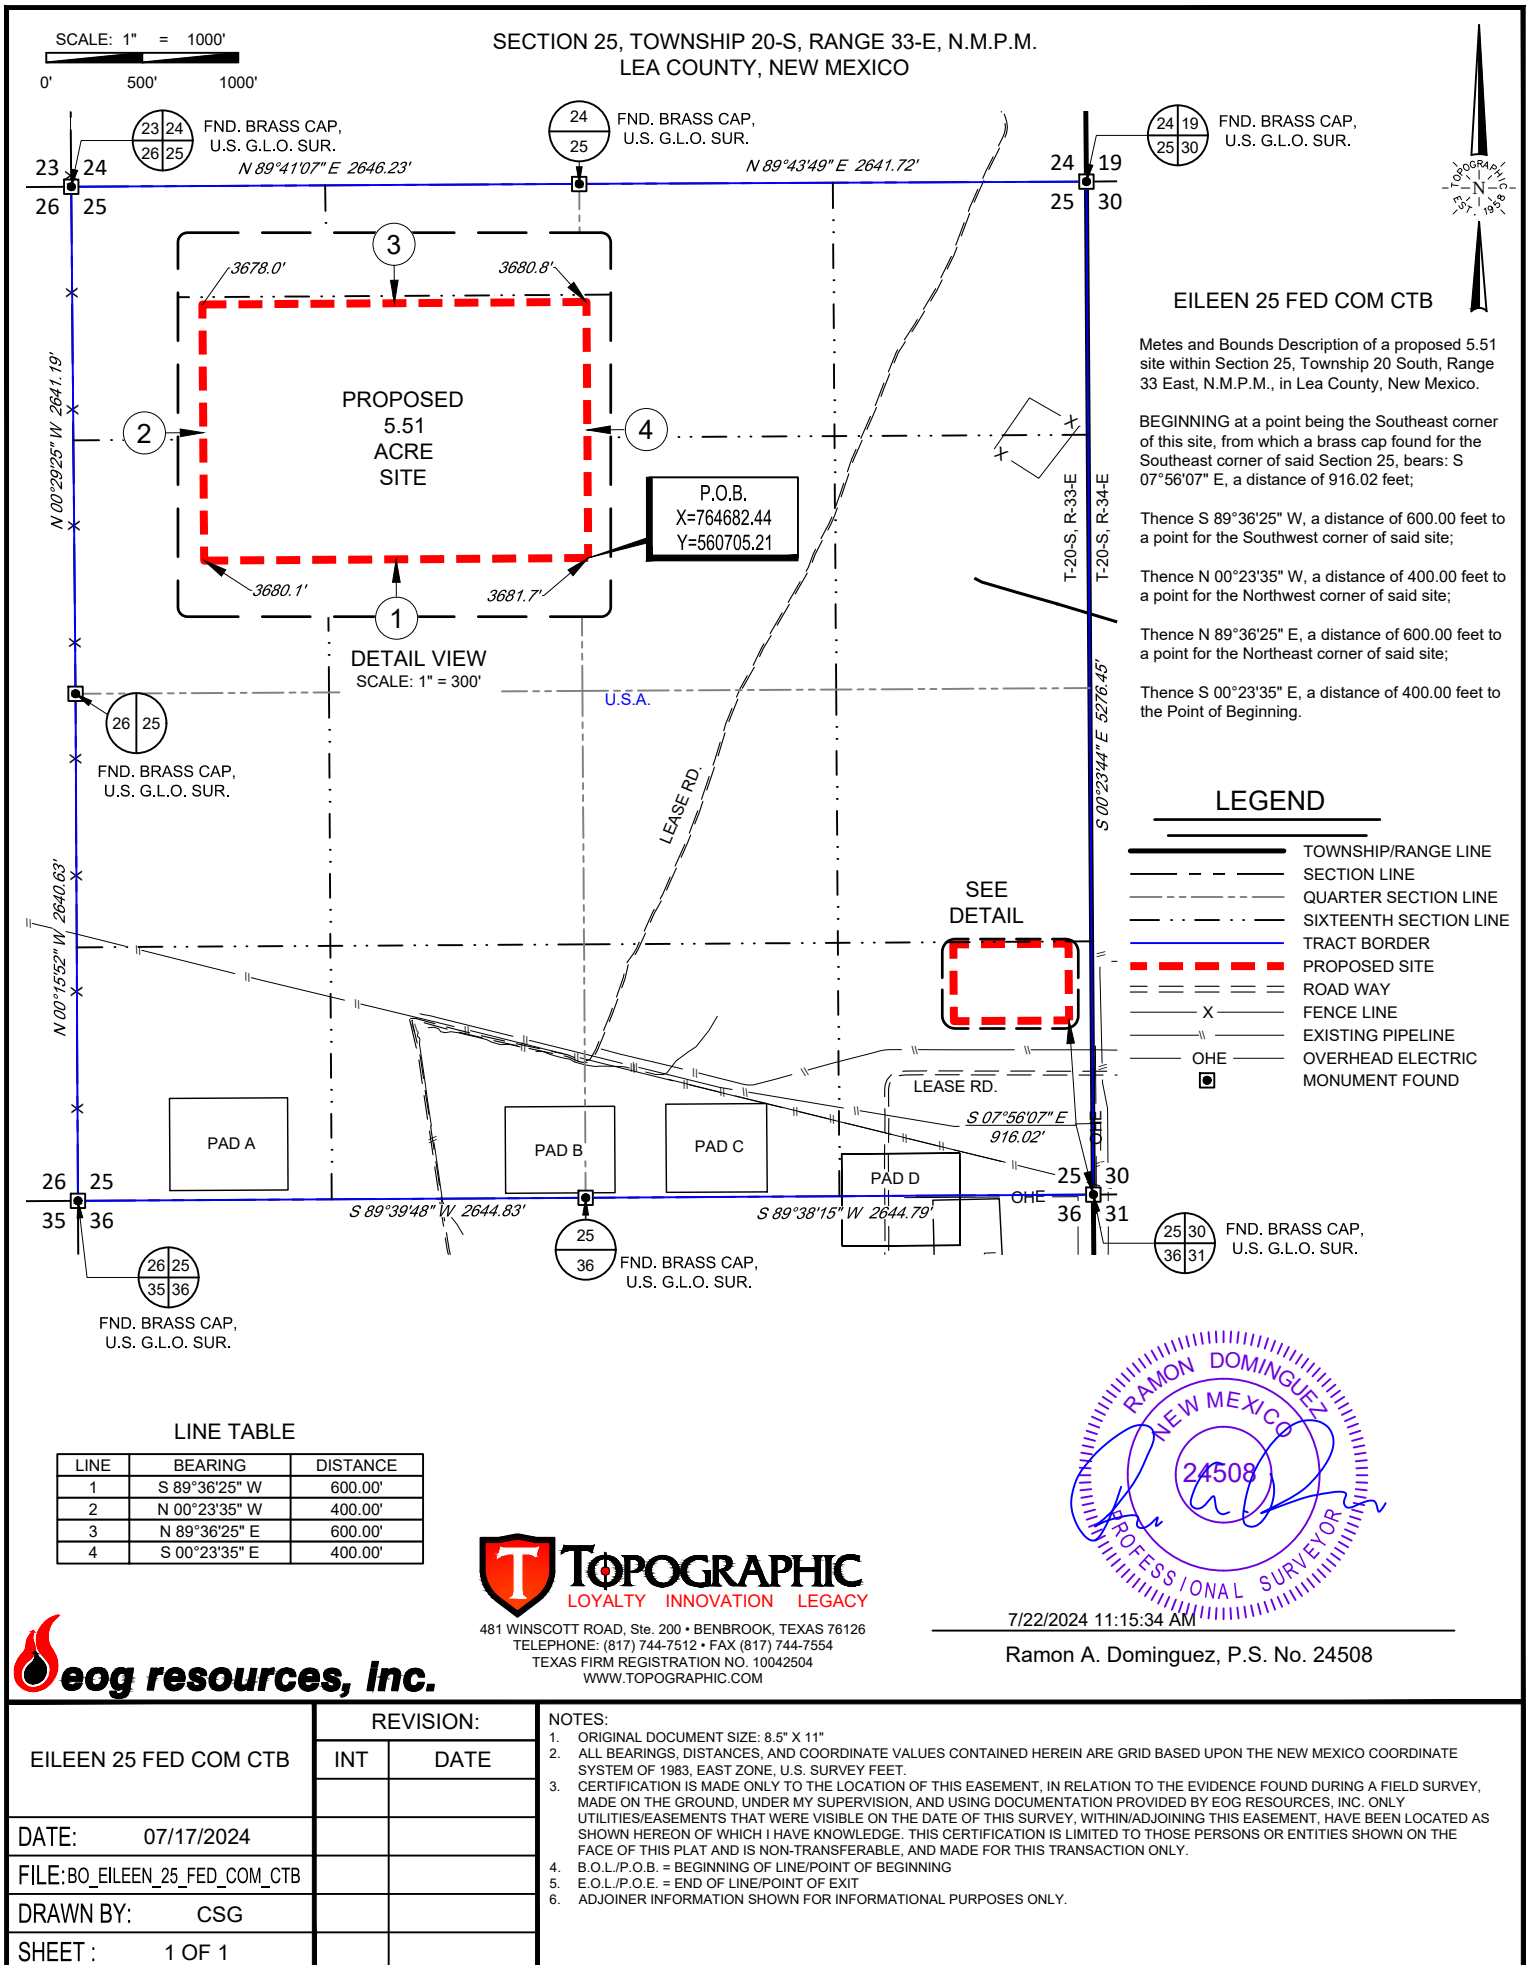 SCALE: 1" = 1000'
0' 500' 1000'
SECTION 25, TOWNSHIP 20-S, RANGE 33-E, N.M.P.M.
LEA COUNTY, NEW MEXICO
23 24
26 25
FND. BRASS CAP,
U.S. G.L.O. SUR.
24
25
FND. BRASS CAP,
U.S. G.L.O. SUR.
24 19
25 30
FND. BRASS CAP,
U.S. G.L.O. SUR.
23 24
26 25
N 89°41'07" E 2646.23'
N 89°43'49" E 2641.72'
24 19
25 30
TOPOGRAPHIC
N
EST. 1958
3
3678.0'
3680.8'
N 00°29'25" W 2641.19'
PROPOSED
5.51
ACRE
SITE
2
4
X
X
P.O.B.
X=764682.44
Y=560705.21
T-20-S, R-33-E
T-20-S, R-34-E
3680.1'
3681.7'
1
DETAIL VIEW
SCALE: 1" = 300'
U.S.A.
26 25
FND. BRASS CAP,
U.S. G.L.O. SUR.
LEASE RD.
S 00°23'44" E 5276.45'
N 00°15'52" W 2640.63'
SEE
DETAIL
LEASE RD.
S 07°56'07" E
916.02'
OHE
PAD A
PAD B
PAD C
PAD D
26 25
35 36
S 89°39'48" W 2644.83'
S 89°38'15" W 2644.79'
OHE
25 30
36 31
26 25
35 36
FND. BRASS CAP,
U.S. G.L.O. SUR.
25
36
FND. BRASS CAP,
U.S. G.L.O. SUR.
25 30
36 31
FND. BRASS CAP,
U.S. G.L.O. SUR.
EILEEN 25 FED COM CTB
Metes and Bounds Description of a proposed 5.51
site within Section 25, Township 20 South, Range
33 East, N.M.P.M., in Lea County, New Mexico.
BEGINNING at a point being the Southeast corner
of this site, from which a brass cap found for the
Southeast corner of said Section 25, bears: S
07°56'07" E, a distance of 916.02 feet;
Thence S 89°36'25" W, a distance of 600.00 feet to
a point for the Southwest corner of said site;
Thence N 00°23'35" W, a distance of 400.00 feet to
a point for the Northwest corner of said site;
Thence N 89°36'25" E, a distance of 600.00 feet to
a point for the Northeast corner of said site;
Thence S 00°23'35" E, a distance of 400.00 feet to
the Point of Beginning.
LEGEND
TOWNSHIP/RANGE LINE
SECTION LINE
QUARTER SECTION LINE
SIXTEENTH SECTION LINE
TRACT BORDER
PROPOSED SITE
ROAD WAY
X FENCE LINE
EXISTING PIPELINE
OHE OVERHEAD ELECTRIC
MONUMENT FOUND
LINE TABLE
LINE BEARING DISTANCE
1 S 89°36'25" W 600.00'
2 N 00°23'35" W 400.00'
3 N 89°36'25" E 600.00'
4 S 00°23'35" E 400.00'
RAMON DOMINGUEZ
NEW MEXICO
24508
PROFESSIONAL SURVEYOR
7/22/2024 11:15:34 AM
Ramon A. Dominguez, P.S. No. 24508
T TOPOGRAPHIC
LOYALTY INNOVATION LEGACY
481 WINSCOTT ROAD, Ste. 200 • BENBROOK, TEXAS 76126
TELEPHONE: (817) 744-7512 • FAX (817) 744-7554
TEXAS FIRM REGISTRATION NO. 10042504
WWW.TOPOGRAPHIC.COM
eog resources, inc.
EILEEN 25 FED COM CTB
REVISION:
INT DATE
DATE: 07/17/2024
FILE:BO_EILEEN_25_FED_COM_CTB
DRAWN BY: CSG
SHEET : 1 OF 1
NOTES:
1. ORIGINAL DOCUMENT SIZE: 8.5" X 11"
2. ALL BEARINGS, DISTANCES, AND COORDINATE VALUES CONTAINED HEREIN ARE GRID BASED UPON THE NEW MEXICO COORDINATE
SYSTEM OF 1983, EAST ZONE, U.S. SURVEY FEET.
3. CERTIFICATION IS MADE ONLY TO THE LOCATION OF THIS EASEMENT, IN RELATION TO THE EVIDENCE FOUND DURING A FIELD SURVEY,
MADE ON THE GROUND, UNDER MY SUPERVISION, AND USING DOCUMENTATION PROVIDED BY EOG RESOURCES, INC. ONLY
UTILITIES/EASEMENTS THAT WERE VISIBLE ON THE DATE OF THIS SURVEY, WITHIN/ADJOINING THIS EASEMENT, HAVE BEEN LOCATED AS
SHOWN HEREON OF WHICH I HAVE KNOWLEDGE. THIS CERTIFICATION IS LIMITED TO THOSE PERSONS OR ENTITIES SHOWN ON THE
FACE OF THIS PLAT AND IS NON-TRANSFERABLE, AND MADE FOR THIS TRANSACTION ONLY.
4. B.O.L./P.O.B. = BEGINNING OF LINE/POINT OF BEGINNING
5. E.O.L./P.O.E. = END OF LINE/POINT OF EXIT
6. ADJOINER INFORMATION SHOWN FOR INFORMATIONAL PURPOSES ONLY.